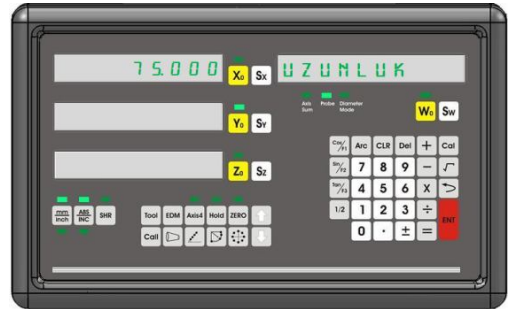 75.000 X₀ Sx UZUNLUK
Axis Sum Probe Diameter Mode W₀ Sw
Y₀ Sy
Cos/F1 Arc CLR Del + Cal
Z₀ Sz Sin/F2 7 8 9 − √
Tan/F3 4 5 6 X
mm inch ABS INC SHR Tool EDM Axis4 Hold ZERO 1/2 1 2 3 ÷ ENT
Call 0 · ± =